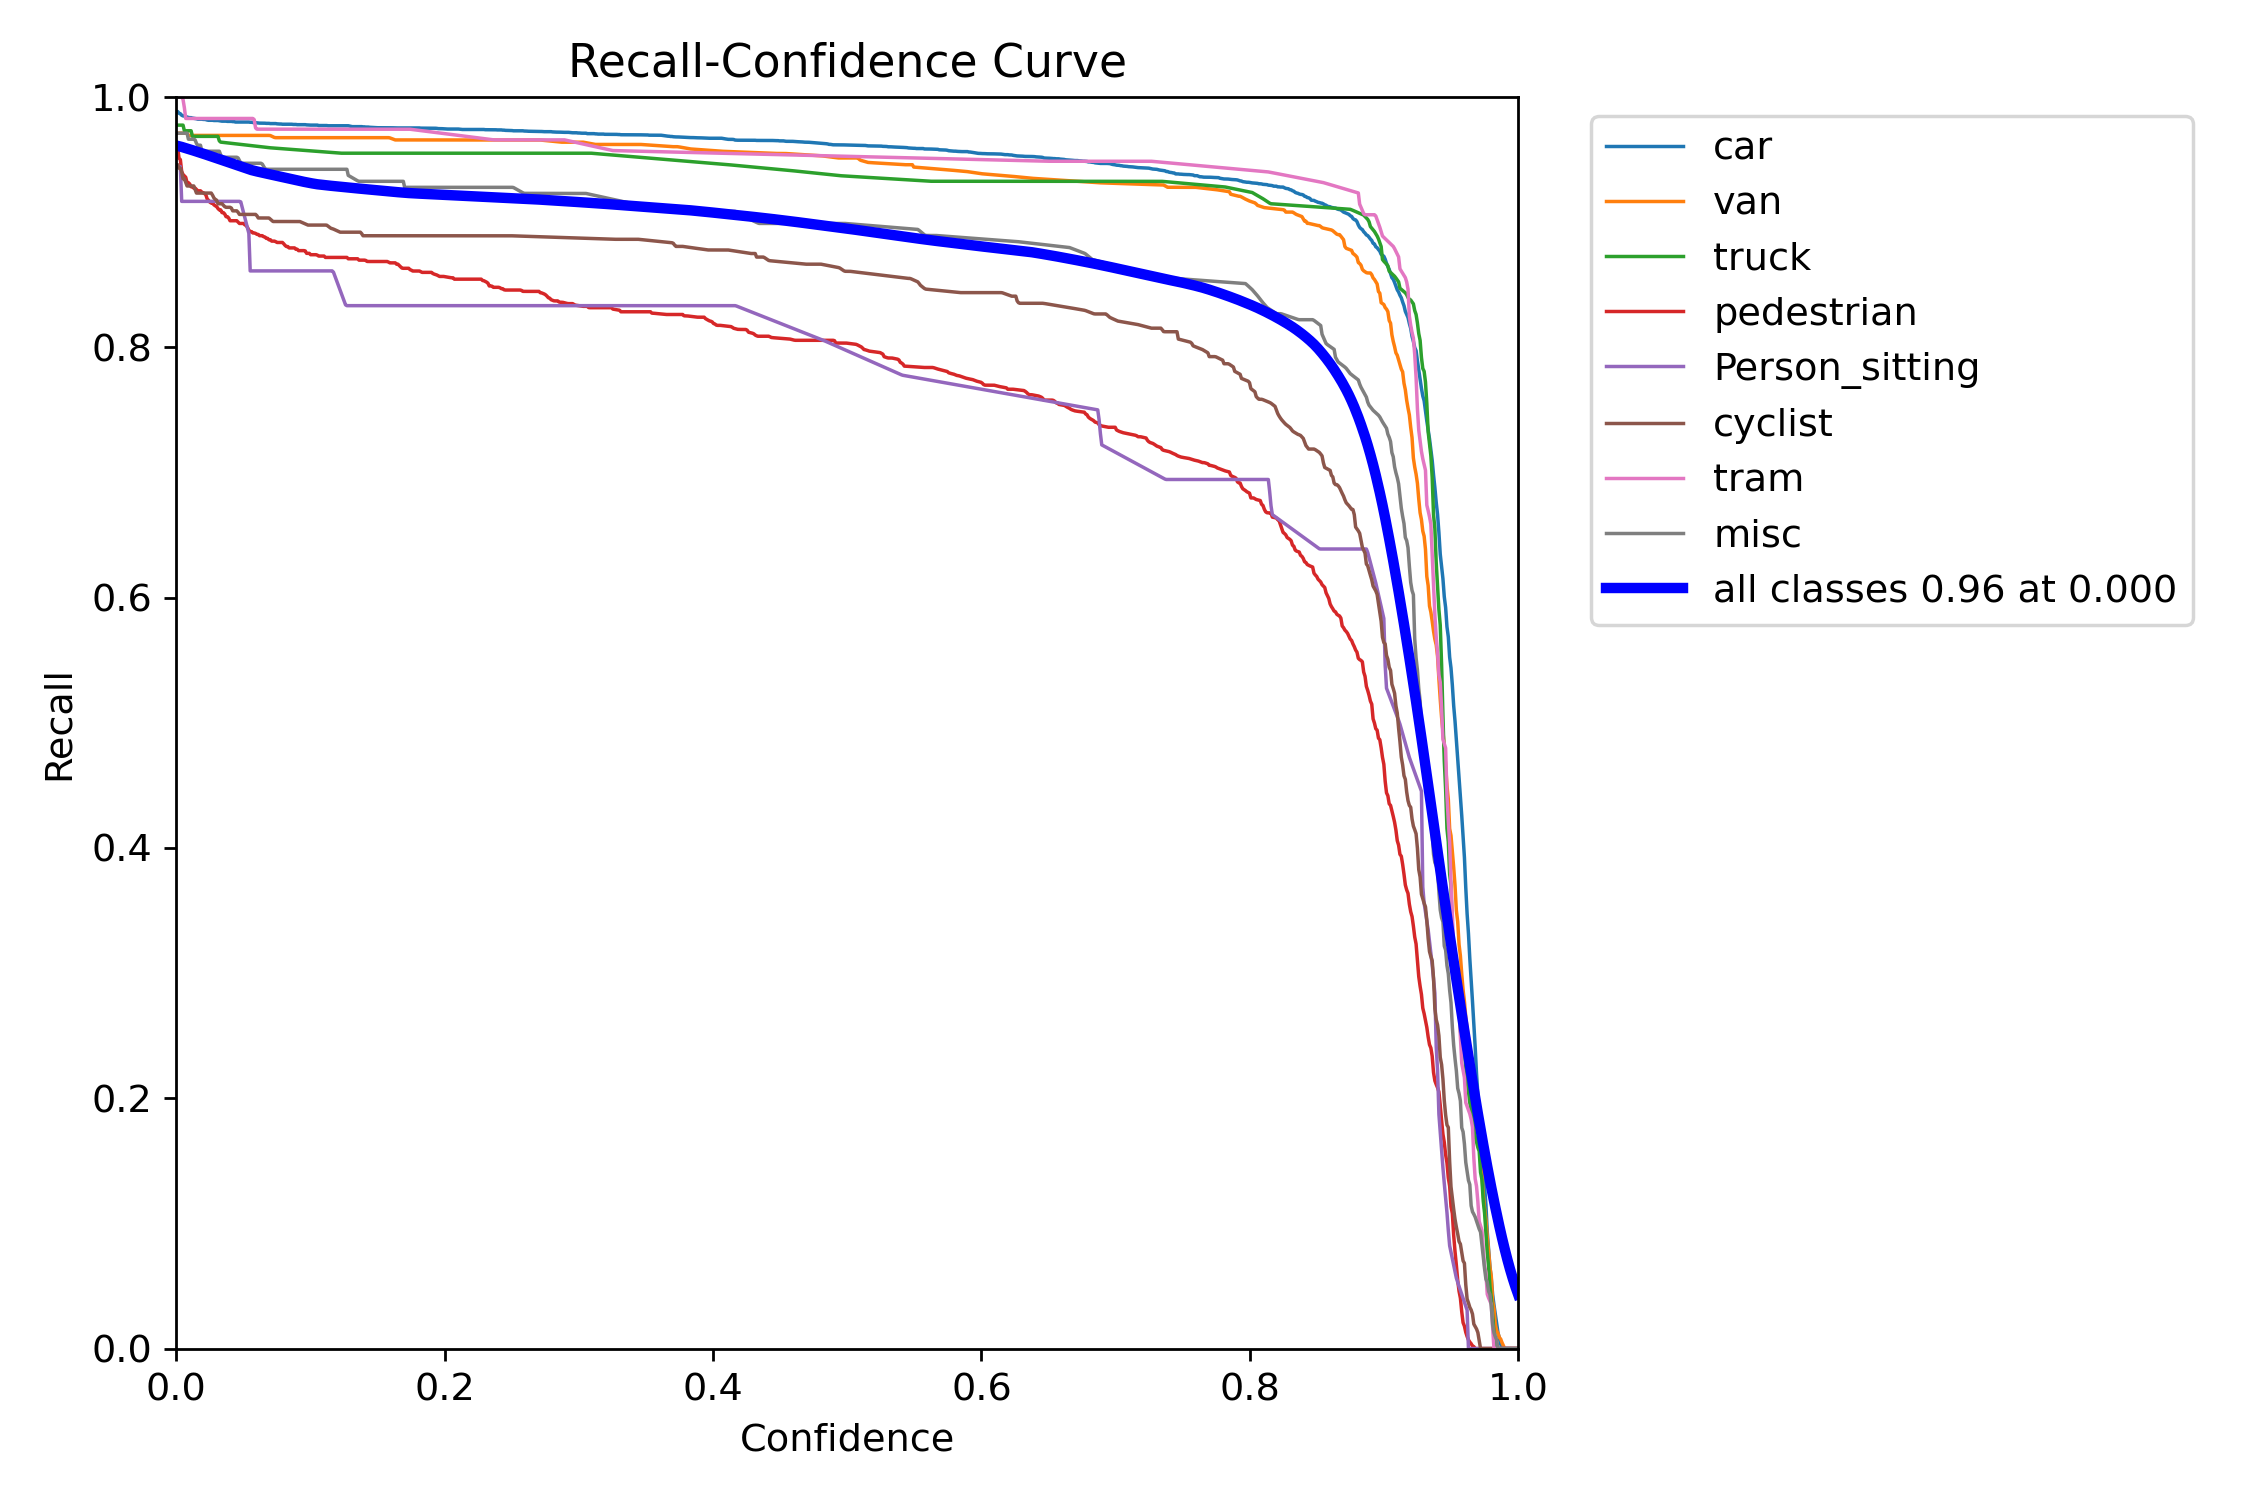 Recall-Confidence Curve
1.0
0.8
0.6
0.4
0.2
0.0
Recall
0.0 0.2 0.4 0.6 0.8 1.0
Confidence
car
van
truck
pedestrian
Person_sitting
cyclist
tram
misc
all classes 0.96 at 0.000